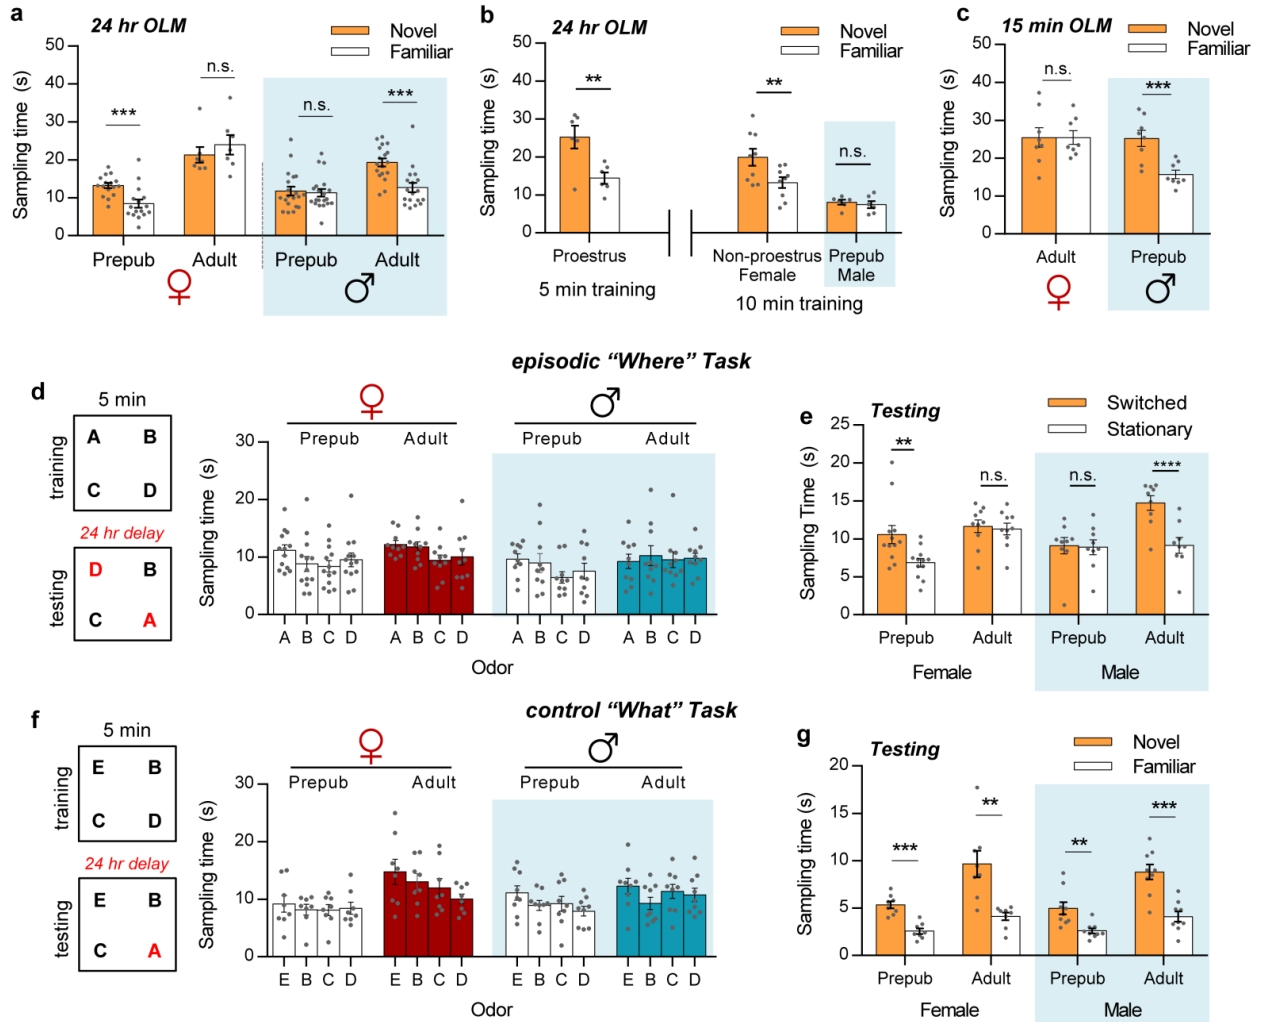 a
24 hr OLM
Novel
Familiar
Sampling time (s)
50
40
30
20
10
0
***
n.s.
n.s.
***
Prepub
Adult
Prepub
Adult
b
24 hr OLM
Novel
Familiar
Sampling time (s)
50
40
30
20
10
0
**
**
n.s.
Proestrus
Non-proestrus
Female
Prepub
Male
5 min training
10 min training
c
15 min OLM
Novel
Familiar
Sampling time (s)
50
40
30
20
10
0
n.s.
***
Adult
Prepub
episodic “Where” Task
d
5 min
training
A B
C D
24 hr delay
testing
D B
C A
Prepub
Adult
Prepub
Adult
Sampling time (s)
30
20
10
0
A B C D A B C D A B C D A B C D
Odor
e
Testing
Switched
Stationary
Sampling Time (s)
25
20
15
10
5
0
**
n.s.
n.s.
****
Prepub
Adult
Prepub
Adult
Female
Male
control “What” Task
f
5 min
training
E B
C D
24 hr delay
testing
E B
C A
Prepub
Adult
Prepub
Adult
Sampling time (s)
30
20
10
0
E B C D E B C D E B C D E B C D
Odor
g
Testing
Novel
Familiar
Sampling time (s)
20
15
10
5
0
***
**
**
***
Prepub
Adult
Prepub
Adult
Female
Male